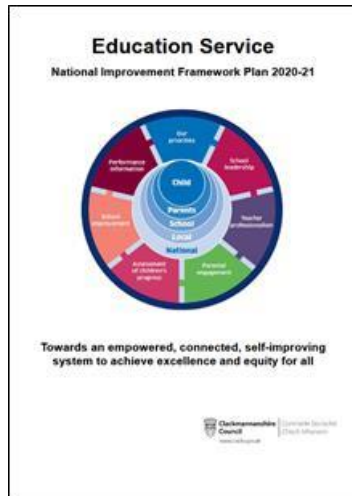 Education Service
National Improvement Framework Plan 2020-21
Our
priorities
School
leadership
Teacher
professionalism
Parental
engagement
Assessment
of children's
progress
School
improvement
Performance
information
Child
Parents
School
Local
National
Towards an empowered, connected, self-improving
system to achieve excellence and equity for all
Clackmannanshire
Council